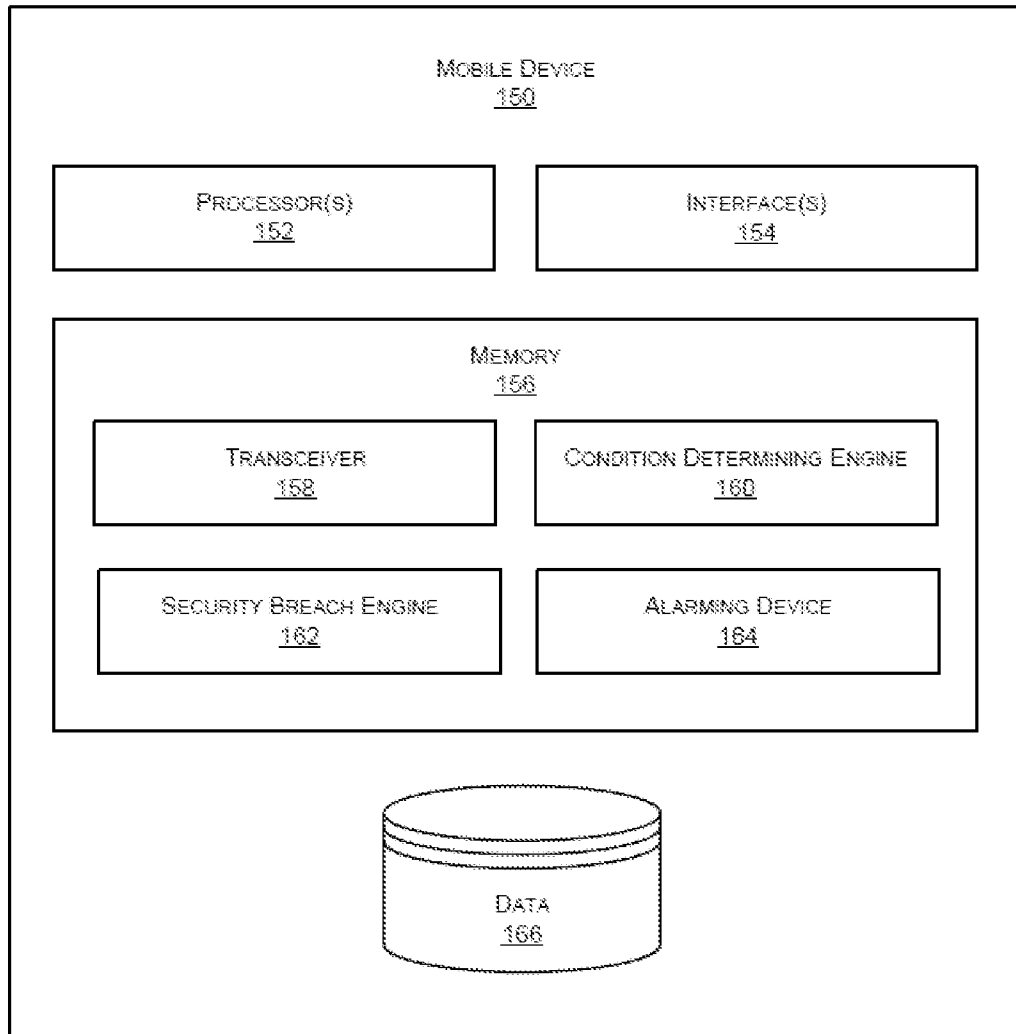 MOBILE DEVICE
150
PROCESSOR(S)
152
INTERFACE(S)
154
MEMORY
156
TRANSCEIVER
158
CONDITION DETERMINING ENGINE
160
SECURITY BREACH ENGINE
162
ALARMING DEVICE
164
DATA
166